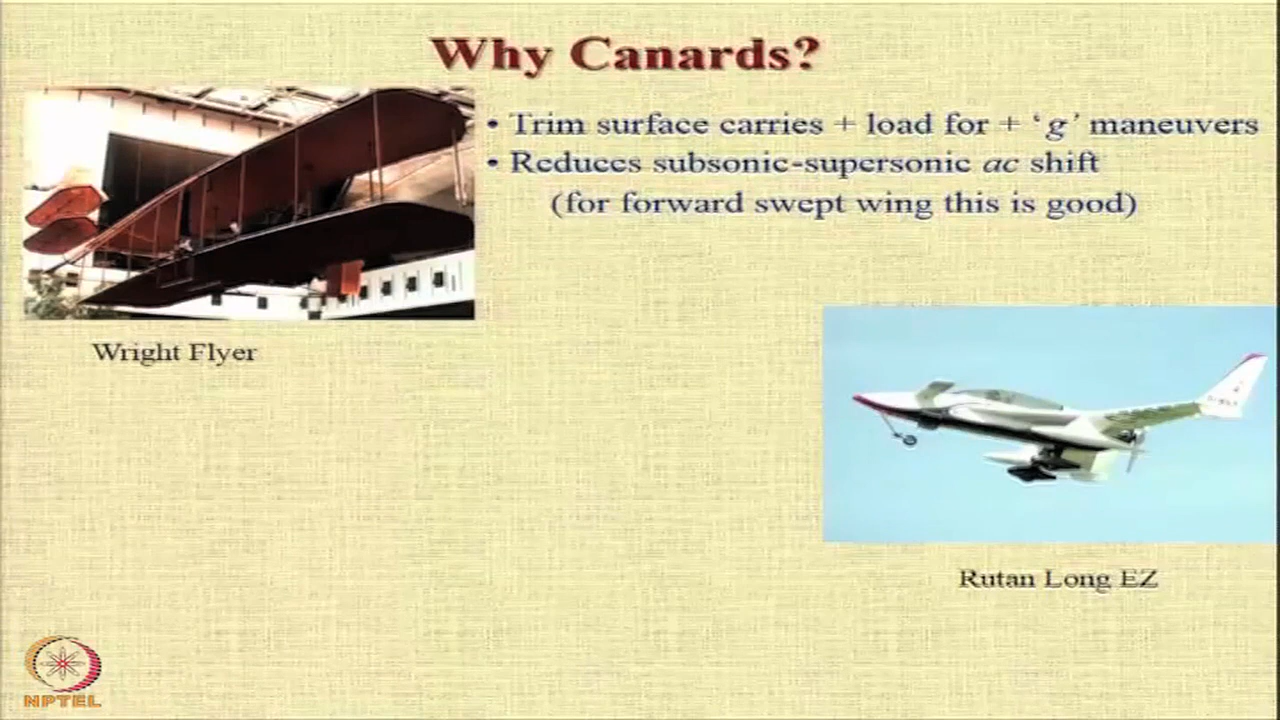 Why Canards?
• Trim surface carries + load for + ‘g’ maneuvers
• Reduces subsonic-supersonic ac shift
(for forward swept wing this is good)
Wright Flyer
Rutan Long EZ
NPTEL